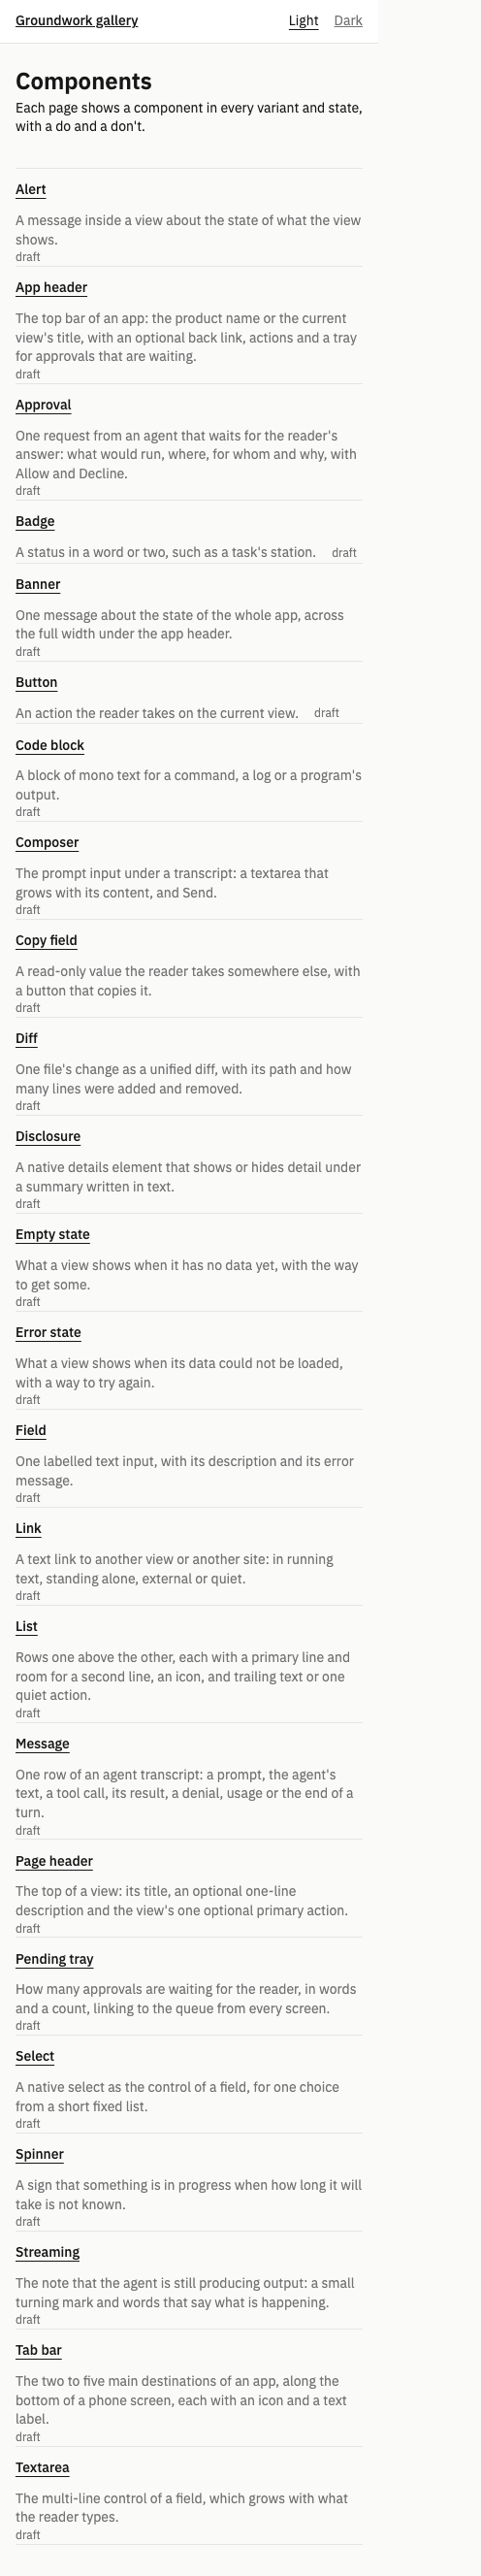 Groundwork gallery Light Dark
Components
Each page shows a component in every variant and state,
with a do and a don't.
Alert
A message inside a view about the state of what the view
shows.
draft
App header
The top bar of an app: the product name or the current
view's title, with an optional back link, actions and a tray
for approvals that are waiting.
draft
Approval
One request from an agent that waits for the reader's
answer: what would run, where, for whom and why, with
Allow and Decline.
draft
Badge
A status in a word or two, such as a task's station. draft
Banner
One message about the state of the whole app, across
the full width under the app header.
draft
Button
An action the reader takes on the current view. draft
Code block
A block of mono text for a command, a log or a program's
output.
draft
Composer
The prompt input under a transcript: a textarea that
grows with its content, and Send.
draft
Copy field
A read-only value the reader takes somewhere else, with
a button that copies it.
draft
Diff
One file's change as a unified diff, with its path and how
many lines were added and removed.
draft
Disclosure
A native details element that shows or hides detail under
a summary written in text.
draft
Empty state
What a view shows when it has no data yet, with the way
to get some.
draft
Error state
What a view shows when its data could not be loaded,
with a way to try again.
draft
Field
One labelled text input, with its description and its error
message.
draft
Link
A text link to another view or another site: in running
text, standing alone, external or quiet.
draft
List
Rows one above the other, each with a primary line and
room for a second line, an icon, and trailing text or one
quiet action.
draft
Message
One row of an agent transcript: a prompt, the agent's
text, a tool call, its result, a denial, usage or the end of a
turn.
draft
Page header
The top of a view: its title, an optional one-line
description and the view's one optional primary action.
draft
Pending tray
How many approvals are waiting for the reader, in words
and a count, linking to the queue from every screen.
draft
Select
A native select as the control of a field, for one choice
from a short fixed list.
draft
Spinner
A sign that something is in progress when how long it will
take is not known.
draft
Streaming
The note that the agent is still producing output: a small
turning mark and words that say what is happening.
draft
Tab bar
The two to five main destinations of an app, along the
bottom of a phone screen, each with an icon and a text
label.
draft
Textarea
The multi-line control of a field, which grows with what
the reader types.
draft